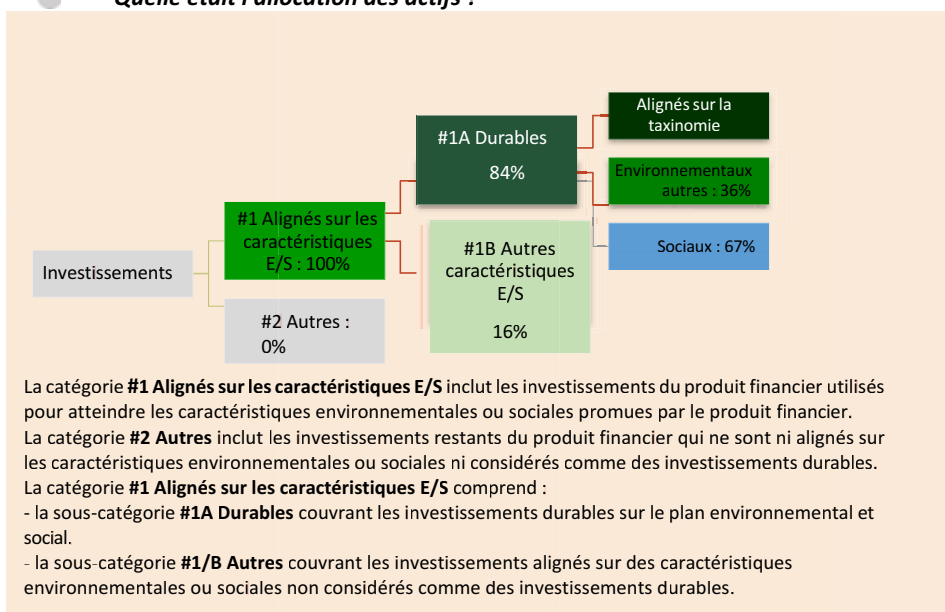 Quelle était l'allocation des actifs ?
Alignés sur la
taxinomie
#1A Durables
84%
Environnementaux
autres : 36%
#1 Alignés sur les
caractéristiques
E/S : 100%
Sociaux : 67%
#1B Autres
caractéristiques
E/S
16%
Investissements
#2 Autres :
0%
La catégorie #1 Alignés sur les caractéristiques E/S inclut les investissements du produit financier utilisés
pour atteindre les caractéristiques environnementales ou sociales promues par le produit financier.
La catégorie #2 Autres inclut les investissements restants du produit financier qui ne sont ni alignés sur
les caractéristiques environnementales ou sociales ni considérés comme des investissements durables.
La catégorie #1 Alignés sur les caractéristiques E/S comprend :
- la sous-catégorie #1A Durables couvrant les investissements durables sur le plan environnemental et
social.
- la sous-catégorie #1/B Autres couvrant les investissements alignés sur des caractéristiques
environnementales ou sociales non considérés comme des investissements durables.